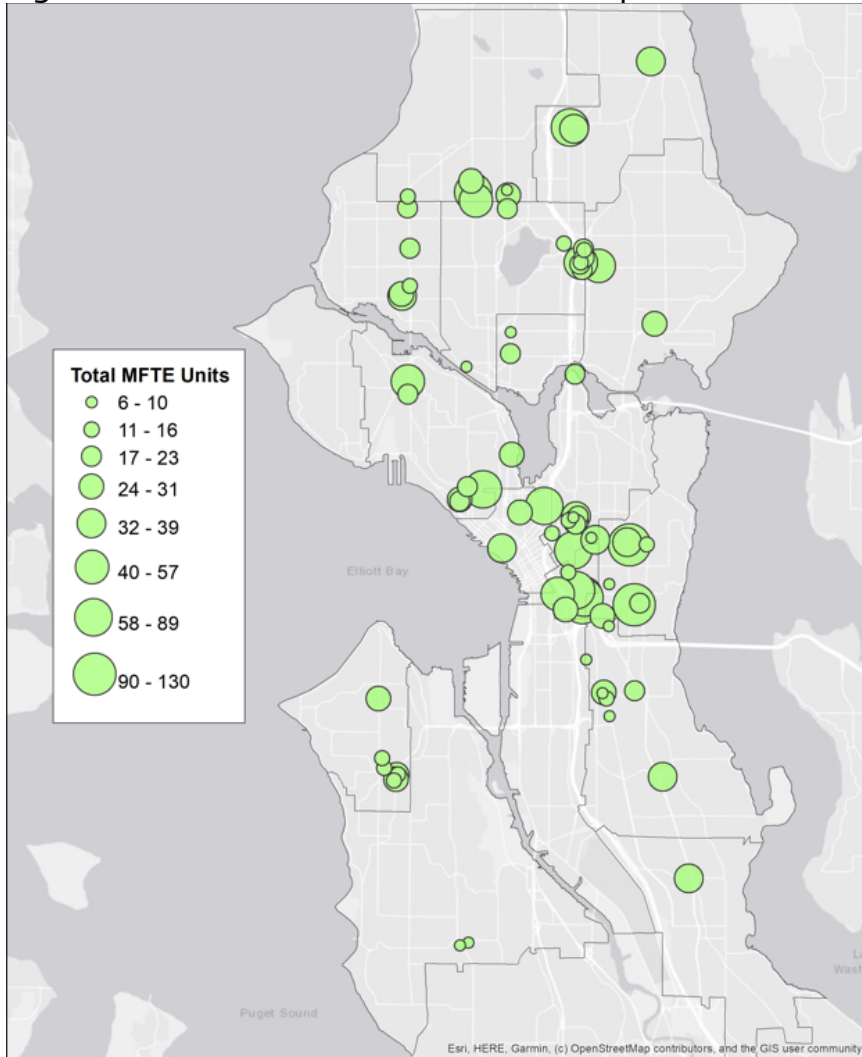 Total MFTE Units
6 - 10
11 - 16
17 - 23
24 - 31
32 - 39
40 - 57
58 - 89
90 - 130
Elliott Bay
Puget Sound
Esri, HERE, Garmin, (c) OpenStreetMap contributors, and the GIS user community